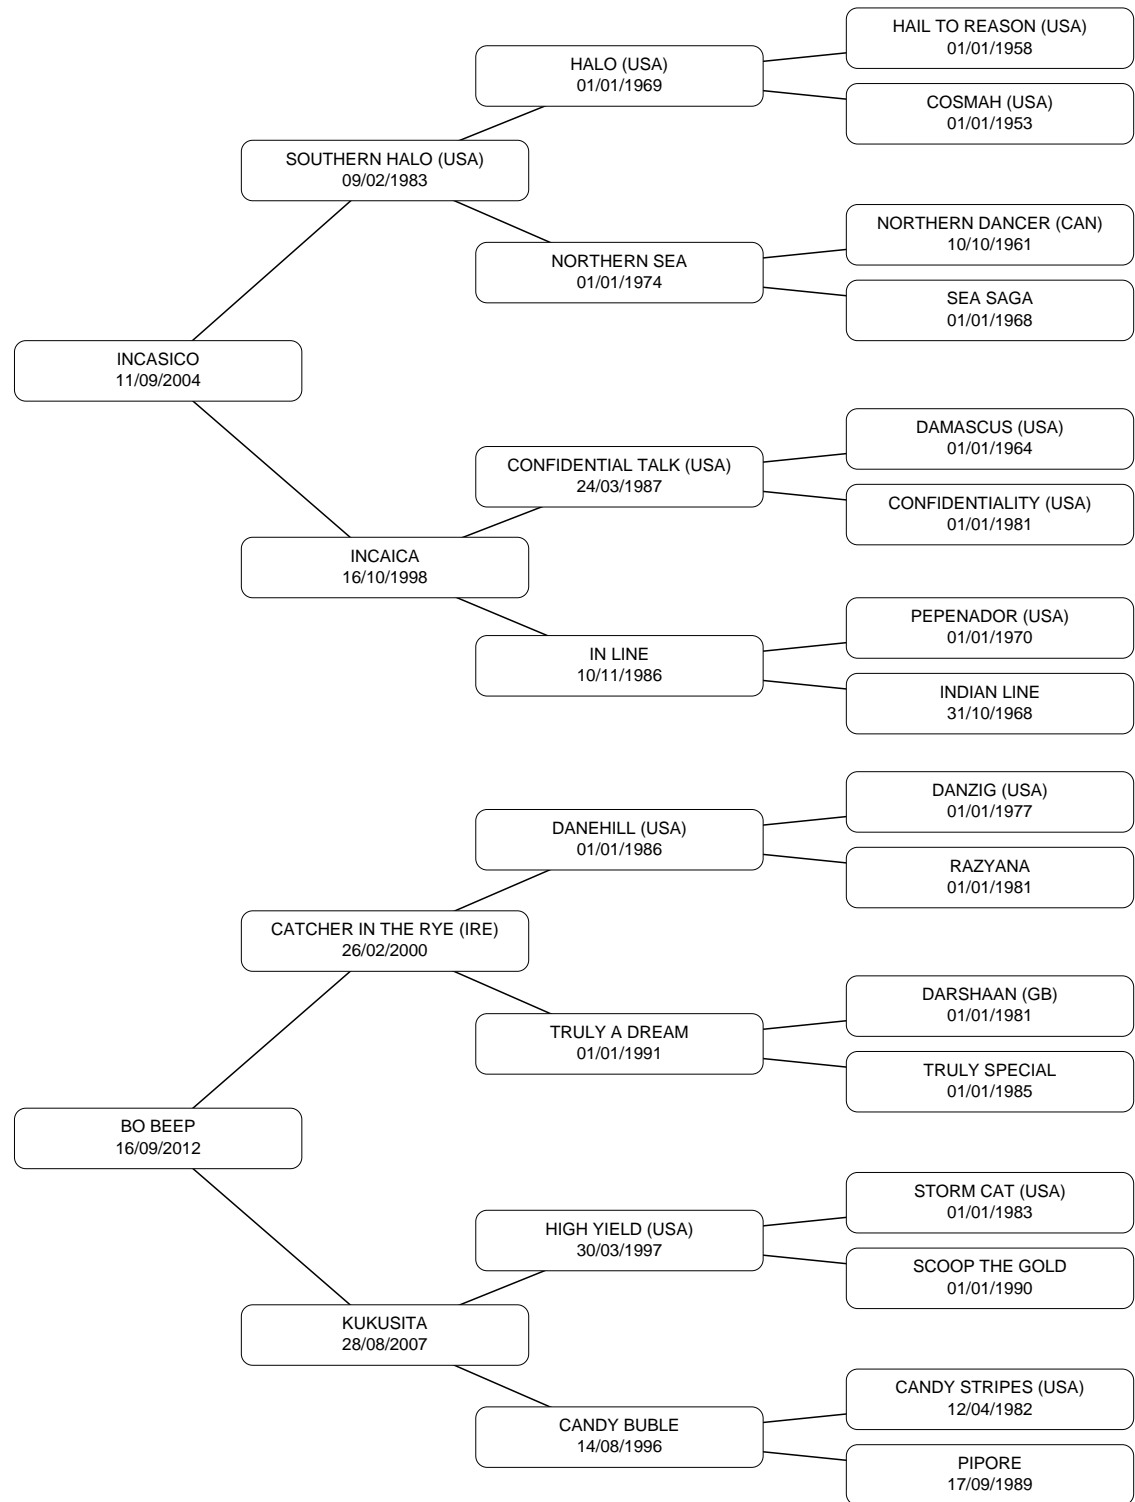 HAIL TO REASON (USA)
01/01/1958
HALO (USA)
01/01/1969
COSMAH (USA)
01/01/1953
SOUTHERN HALO (USA)
09/02/1983
NORTHERN DANCER (CAN)
10/10/1961
NORTHERN SEA
01/01/1974
SEA SAGA
01/01/1968
INCASICO
11/09/2004
DAMASCUS (USA)
01/01/1964
CONFIDENTIAL TALK (USA)
24/03/1987
CONFIDENTIALITY (USA)
01/01/1981
INCAICA
16/10/1998
PEPENADOR (USA)
01/01/1970
IN LINE
10/11/1986
INDIAN LINE
31/10/1968
DANZIG (USA)
01/01/1977
DANEHILL (USA)
01/01/1986
RAZYANA
01/01/1981
CATCHER IN THE RYE (IRE)
26/02/2000
DARSHAAN (GB)
01/01/1981
TRULY A DREAM
01/01/1991
TRULY SPECIAL
01/01/1985
BO BEEP
16/09/2012
STORM CAT (USA)
01/01/1983
HIGH YIELD (USA)
30/03/1997
SCOOP THE GOLD
01/01/1990
KUKUSITA
28/08/2007
CANDY STRIPES (USA)
12/04/1982
CANDY BUBLE
14/08/1996
PIPORE
17/09/1989